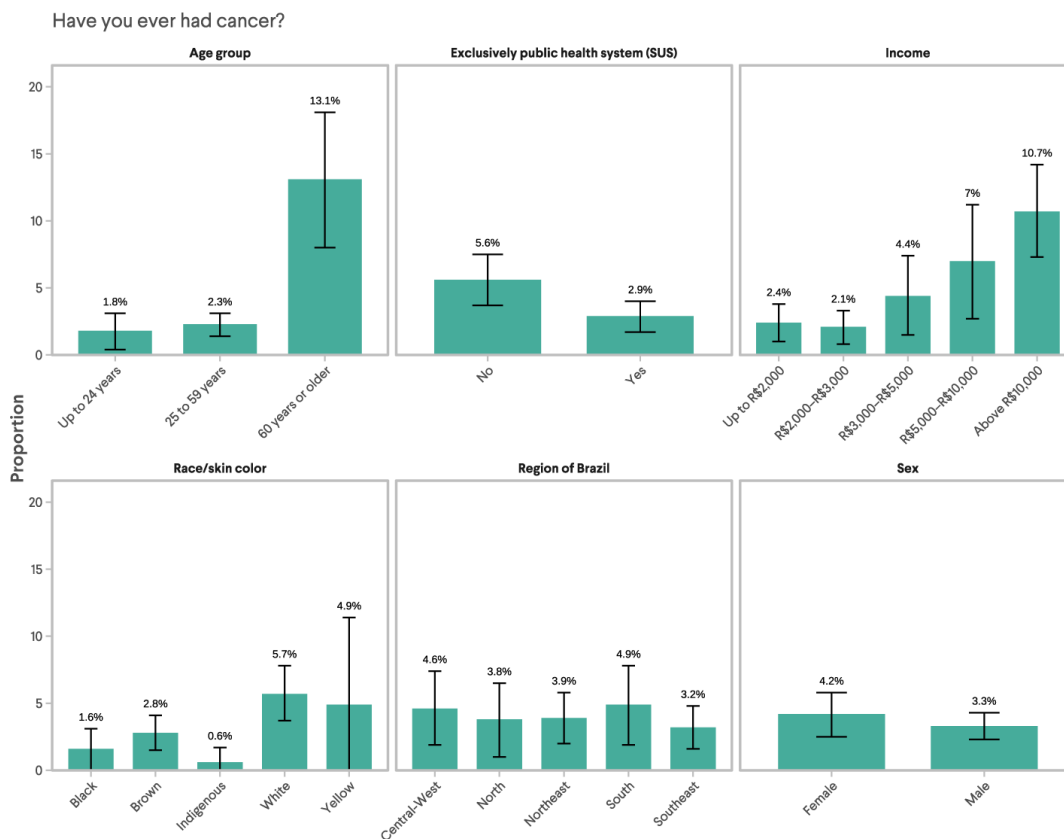 Have you ever had cancer?
Age group
Exclusively public health system (SUS)
Income
20
15
10
5
0
1.8%
2.3%
13.1%
5.6%
2.9%
2.4%
2.1%
4.4%
7%
10.7%
Up to 24 years
25 to 59 years
60 years or older
No
Yes
Up to R$2,000
R$2,000–R$3,000
R$3,000–R$5,000
R$5,000–R$10,000
Above R$10,000
Proportion
Race/skin color
Region of Brazil
Sex
20
15
10
5
0
1.6%
2.8%
0.6%
5.7%
4.9%
4.6%
3.8%
3.9%
4.9%
3.2%
4.2%
3.3%
Black
Brown
Indigenous
White
Yellow
Central-West
North
Northeast
South
Southeast
Female
Male